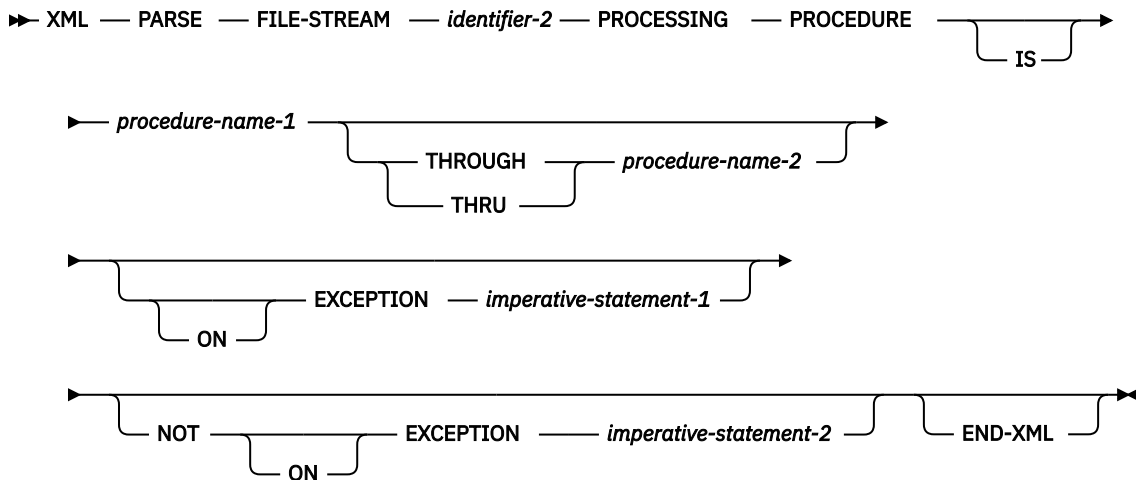 XML PARSE FILE-STREAM identifier-2 PROCESSING PROCEDURE
IS
procedure-name-1
THROUGH procedure-name-2
THRU
EXCEPTION imperative-statement-1
ON
NOT EXCEPTION imperative-statement-2 END-XML
ON